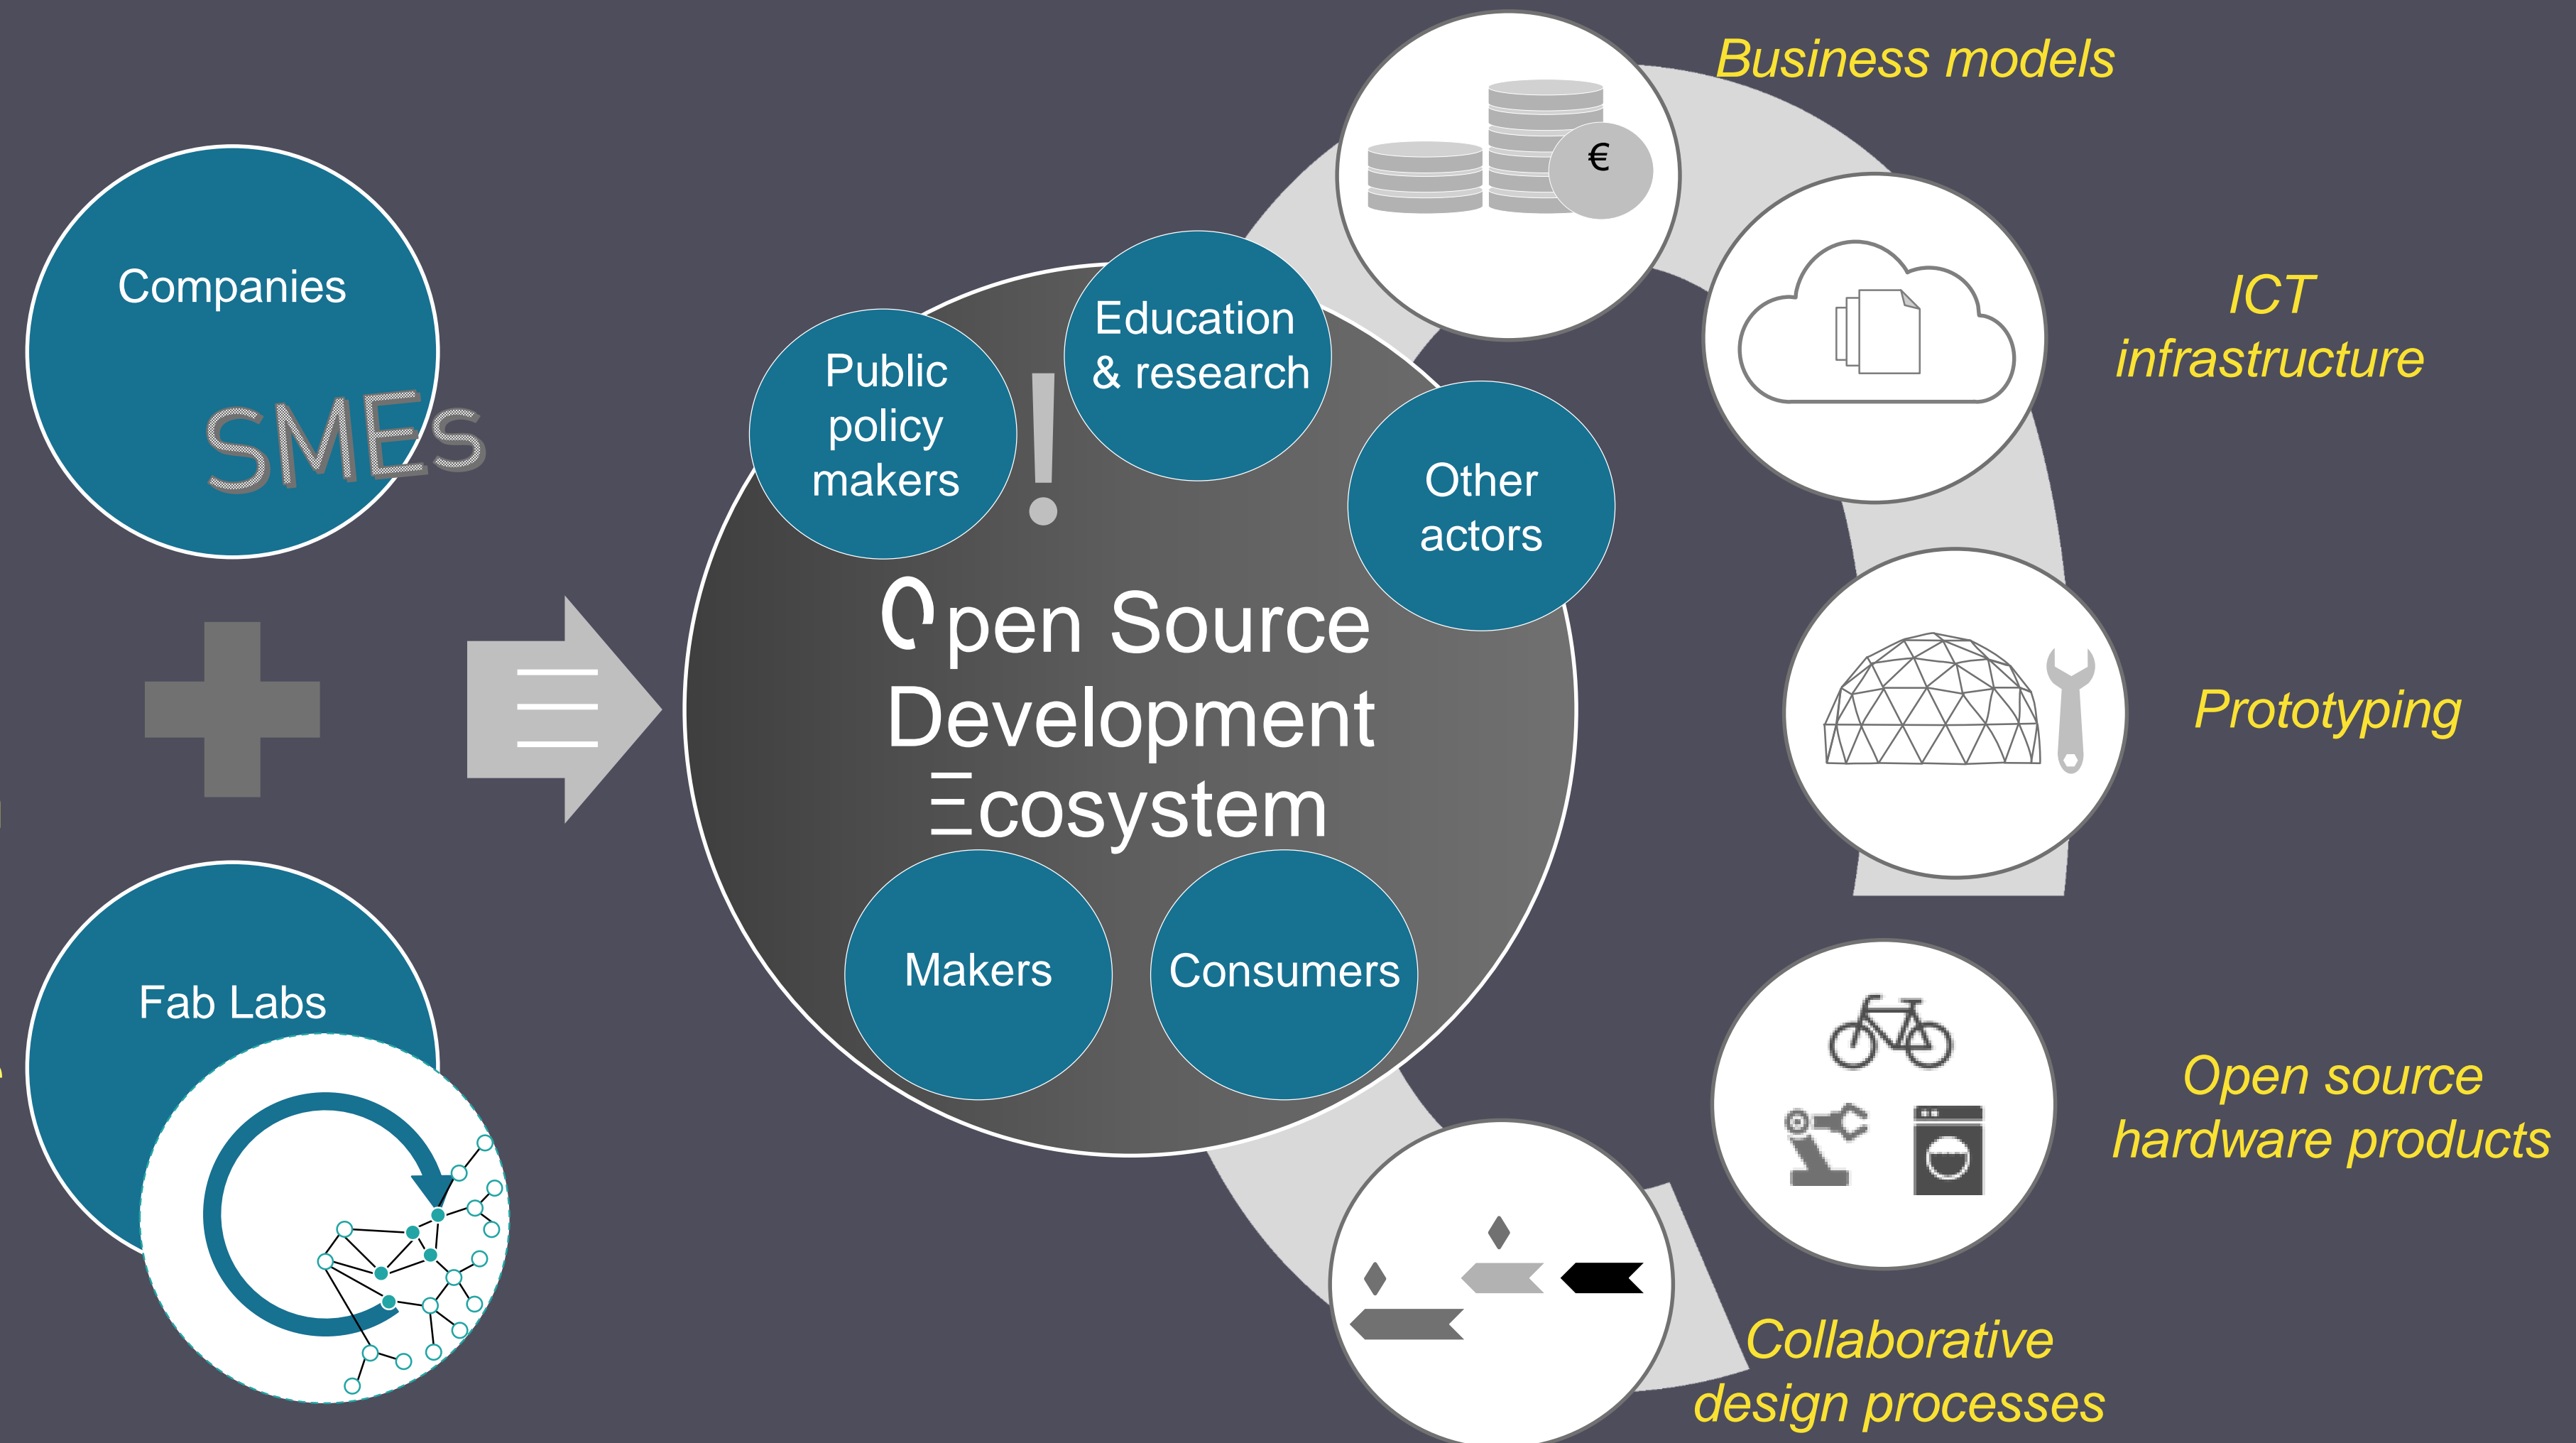 Companies
SMEs
Fab Labs
Public
policy
makers
!
Education
& research
Other
actors
Open Source
Development
Ecosystem
Makers
Consumers
€
Business models
ICT
infrastructure
Prototyping
Open source
hardware products
Collaborative
design processes